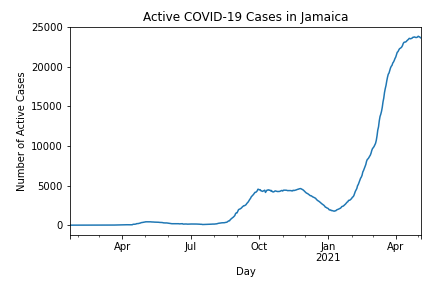 Active COVID-19 Cases in Jamaica
25000
20000
15000
10000
5000
0
Number of Active Cases
Apr
Jul
Oct
Jan
2021
Apr
Day